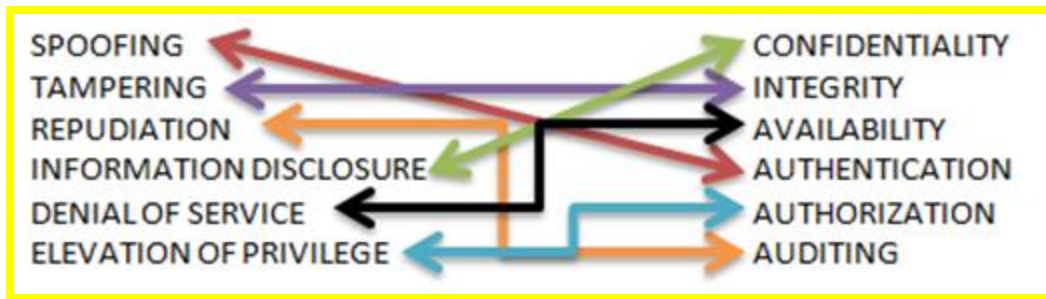 SPOOFING
TAMPERING
REPUDIATION
INFORMATION DISCLOSURE
DENIAL OF SERVICE
ELEVATION OF PRIVILEGE
CONFIDENTIALITY
INTEGRITY
AVAILABILITY
AUTHENTICATION
AUTHORIZATION
AUDITING